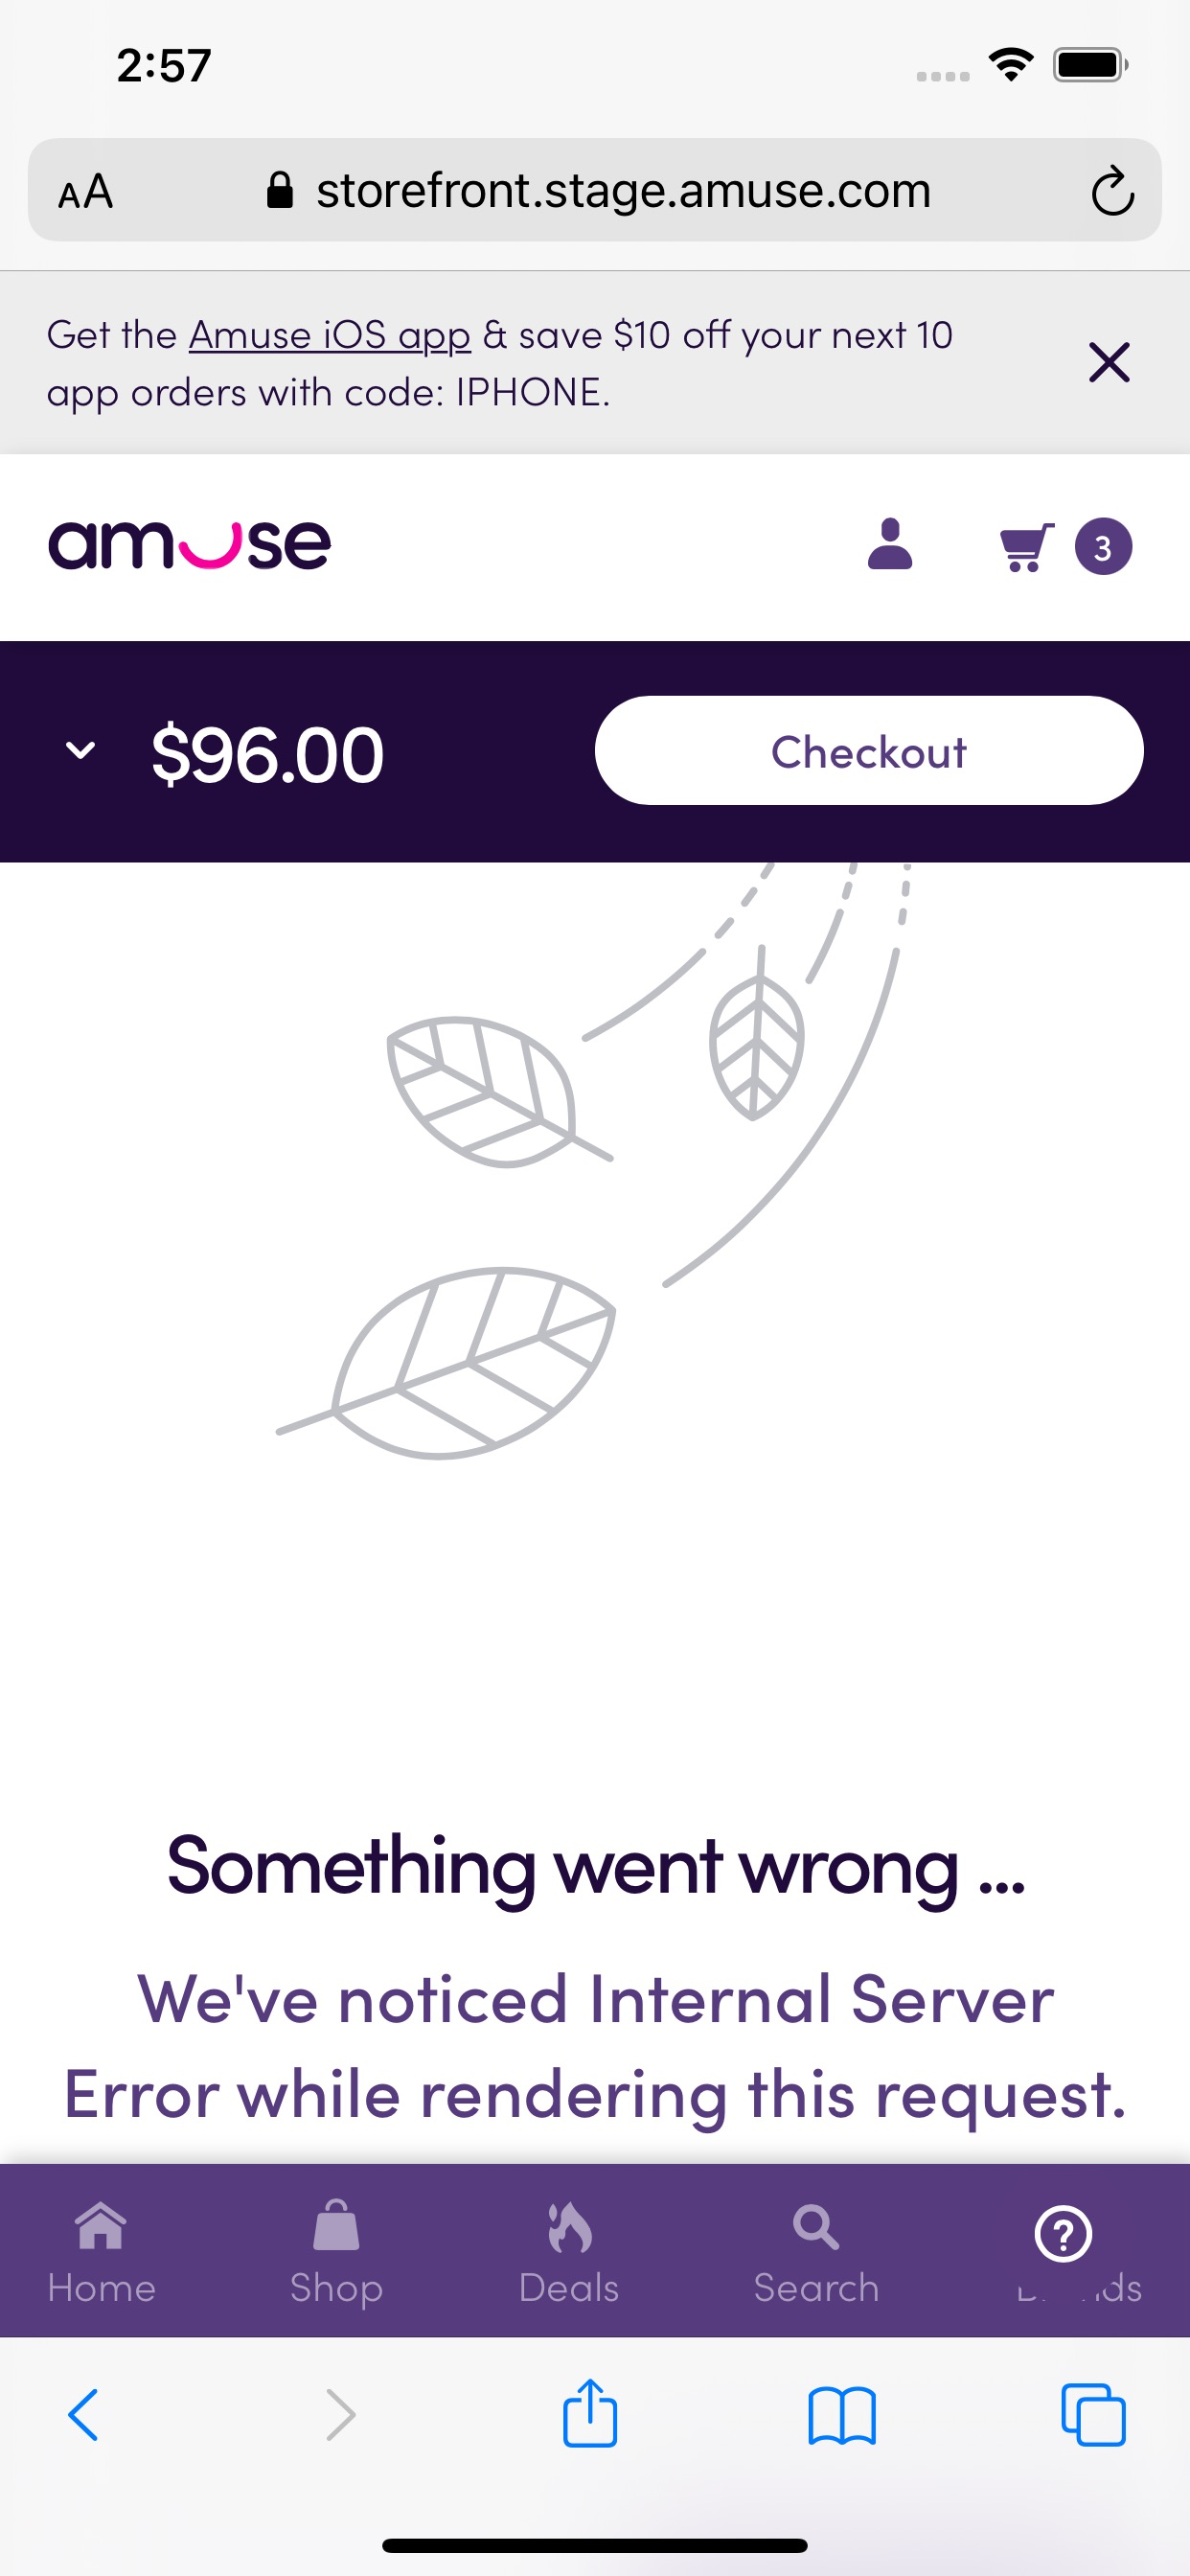 2:57
AA storefront.stage.amuse.com
Get the Amuse iOS app & save $10 off your next 10
app orders with code: IPHONE.
amuse
3
$96.00 Checkout
Something went wrong ...
We've noticed Internal Server
Error while rendering this request.
?
Home Shop Deals Search